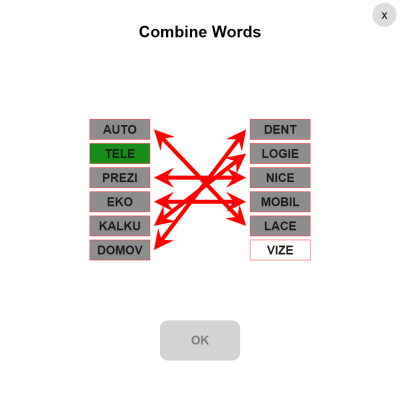 x
Combine Words
AUTO DENT
TELE LOGIE
PREZI NICE
EKO MOBIL
KALKU LACE
DOMOV VIZE
OK